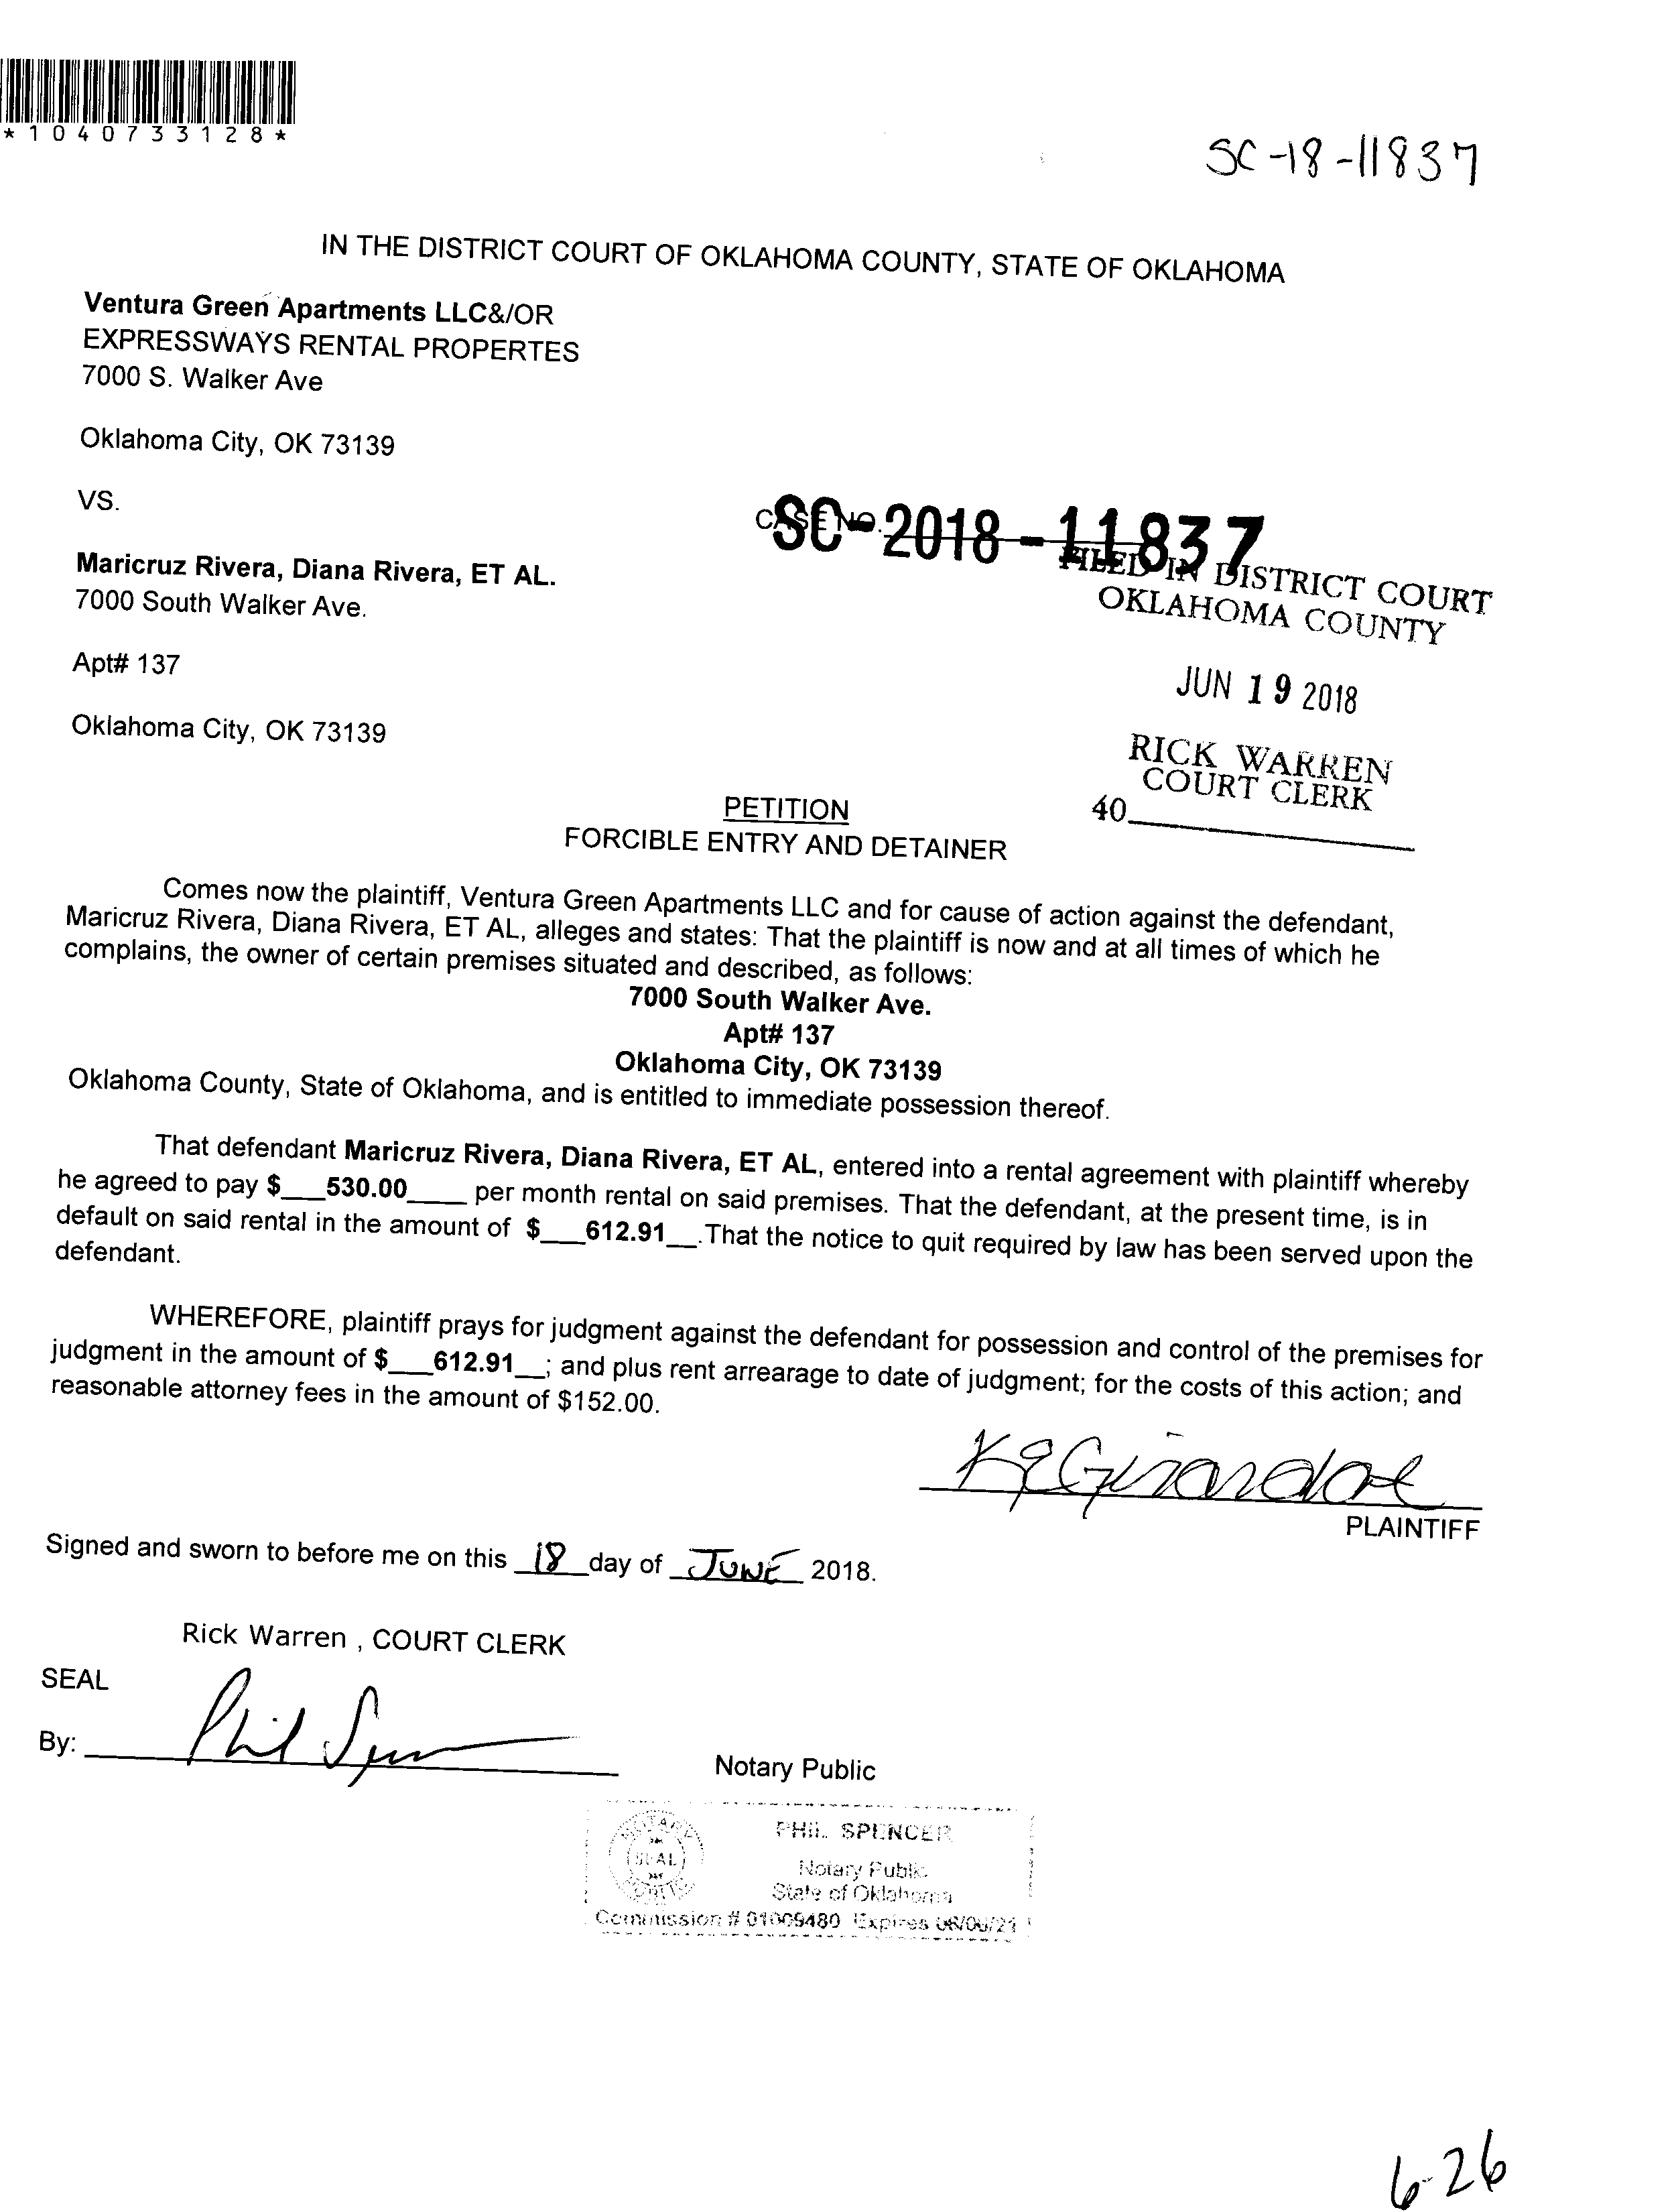 *1040733128*
SC-18-11837
IN THE DISTRICT COURT OF OKLAHOMA COUNTY, STATE OF OKLAHOMA
Ventura Green Apartments LLC&/OR
EXPRESSWAYS RENTAL PROPERTES
7000 S. Walker Ave
Oklahoma City, OK 73139
VS.
CASE NO. SC-2018-11837
Maricruz Rivera, Diana Rivera, ET AL.
7000 South Walker Ave.
Apt# 137
Oklahoma City, OK 73139
FILED IN DISTRICT COURT
OKLAHOMA COUNTY
JUN 19 2018
RICK WARREN
COURT CLERK
40____
PETITION
FORCIBLE ENTRY AND DETAINER
Comes now the plaintiff, Ventura Green Apartments LLC and for cause of action against the defendant,
Maricruz Rivera, Diana Rivera, ET AL, alleges and states: That the plaintiff is now and at all times of which he
complains, the owner of certain premises situated and described, as follows:
7000 South Walker Ave.
Apt# 137
Oklahoma City, OK 73139
Oklahoma County, State of Oklahoma, and is entitled to immediate possession thereof.
That defendant Maricruz Rivera, Diana Rivera, ET AL, entered into a rental agreement with plaintiff whereby
he agreed to pay $___530.00____ per month rental on said premises. That the defendant, at the present time, is in
default on said rental in the amount of $___612.91__.That the notice to quit required by law has been served upon the
defendant.
WHEREFORE, plaintiff prays for judgment against the defendant for possession and control of the premises for
judgment in the amount of $___612.91__; and plus rent arrearage to date of judgment; for the costs of this action; and
reasonable attorney fees in the amount of $152.00.
PLAINTIFF
Signed and sworn to before me on this 18 day of JUNE 2018.
Rick Warren , COURT CLERK
SEAL
By: Phil Spencer
Notary Public
NOTARY
SEAL
PUBLIC
PHIL SPENCER
Notary Public
State of Oklahoma
Commission # 01009480 Expires
6-26